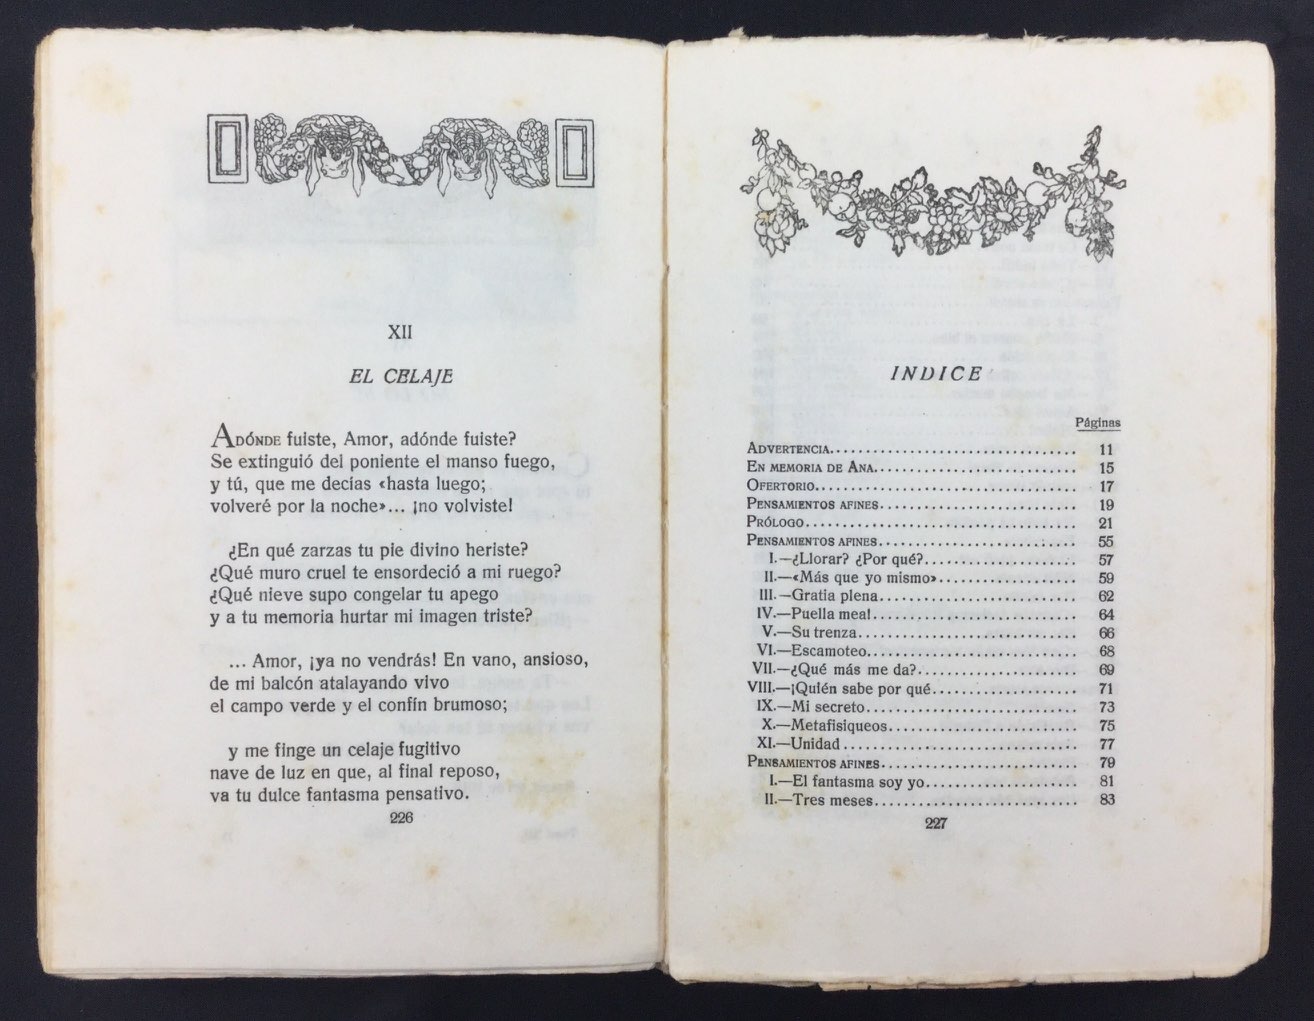 XII
EL CELAJE
ADÓNDE fuiste, Amor, adónde fuiste?
Se extinguió del poniente el manso fuego,
y tú, que me decías «hasta luego;
volveré por la noche»... ¡no volviste!
¿En qué zarzas tu pie divino heriste?
¿Qué muro cruel te ensordeció a mi ruego?
¿Qué nieve supo congelar tu apego
y a tu memoria hurtar mi imagen triste?
... Amor, ¡ya no vendrás! En vano, ansioso,
de mi balcón atalayando vivo
el campo verde y el confín brumoso;
y me finge un celaje fugitivo
nave de luz en que, al final reposo,
va tu dulce fantasma pensativo.
226
INDICE
Páginas
ADVERTENCIA................................. 11
EN MEMORIA DE ANA........................... 15
OFERTORIO................................... 17
PENSAMIENTOS AFINES......................... 19
PRÓLOGO..................................... 21
PENSAMIENTOS AFINES......................... 55
I.—¿Llorar? ¿Por qué?.................... 57
II.—«Más que yo mismo».................. 59
III.—Gratia plena.......................... 62
IV.—Puella mea!........................... 64
V.—Su trenza............................. 66
VI.—Escamoteo............................ 68
VII.—¿Qué más me da?..................... 69
VIII.—¡Quién sabe por qué................... 71
IX.—Mi secreto............................ 73
X.—Metafisiqueos......................... 75
XI.—Unidad............................... 77
PENSAMIENTOS AFINES......................... 79
I.—El fantasma soy yo.................... 81
II.—Tres meses........................... 83
227